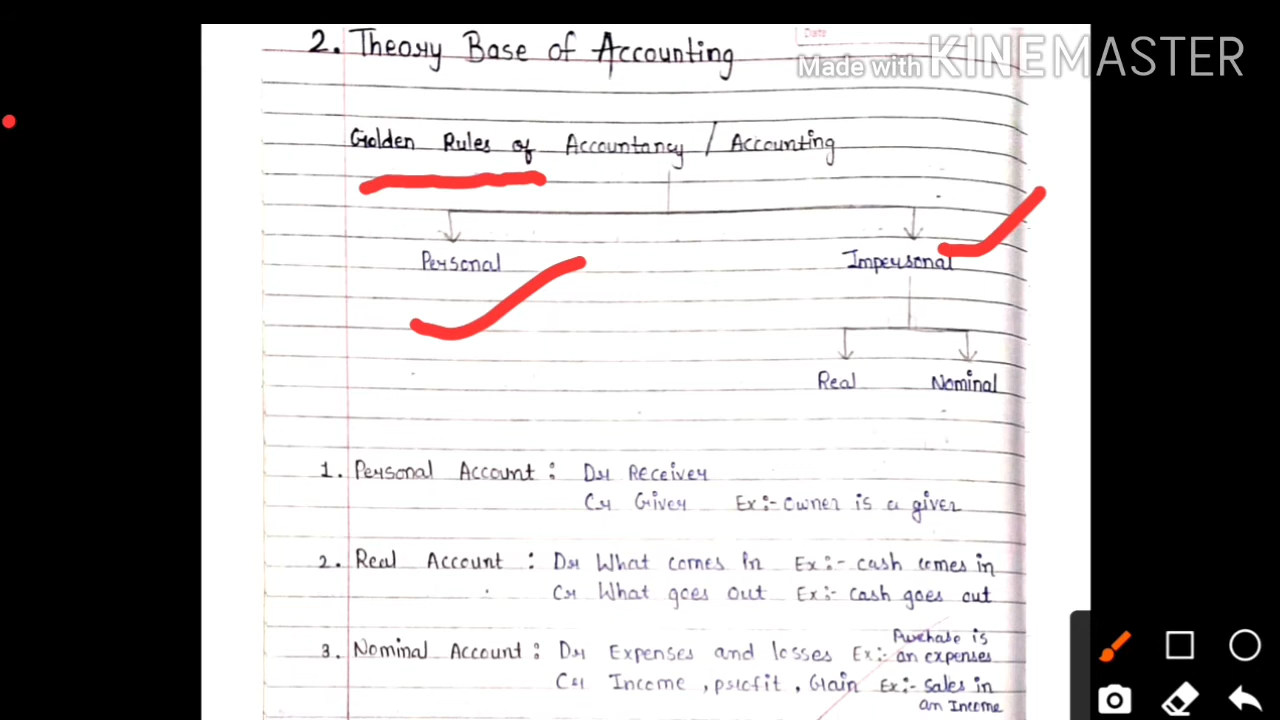 Date
Made with KINEMASTER
2. Theory Base of Accounting
Golden Rules of Accountancy / Accounting
Personal
Impersonal
Real
Nominal
1. Personal Account : Dr Receiver
Cr Giver Ex:- owner is a giver
2. Real Account : Dr What comes in Ex:- cash comes in
Cr What goes out Ex:- cash goes out
Purchase is
3. Nominal Account : Dr Expenses and losses Ex:- an expenses
Cr Income, profit, Gain Ex:- Sales in
an Income